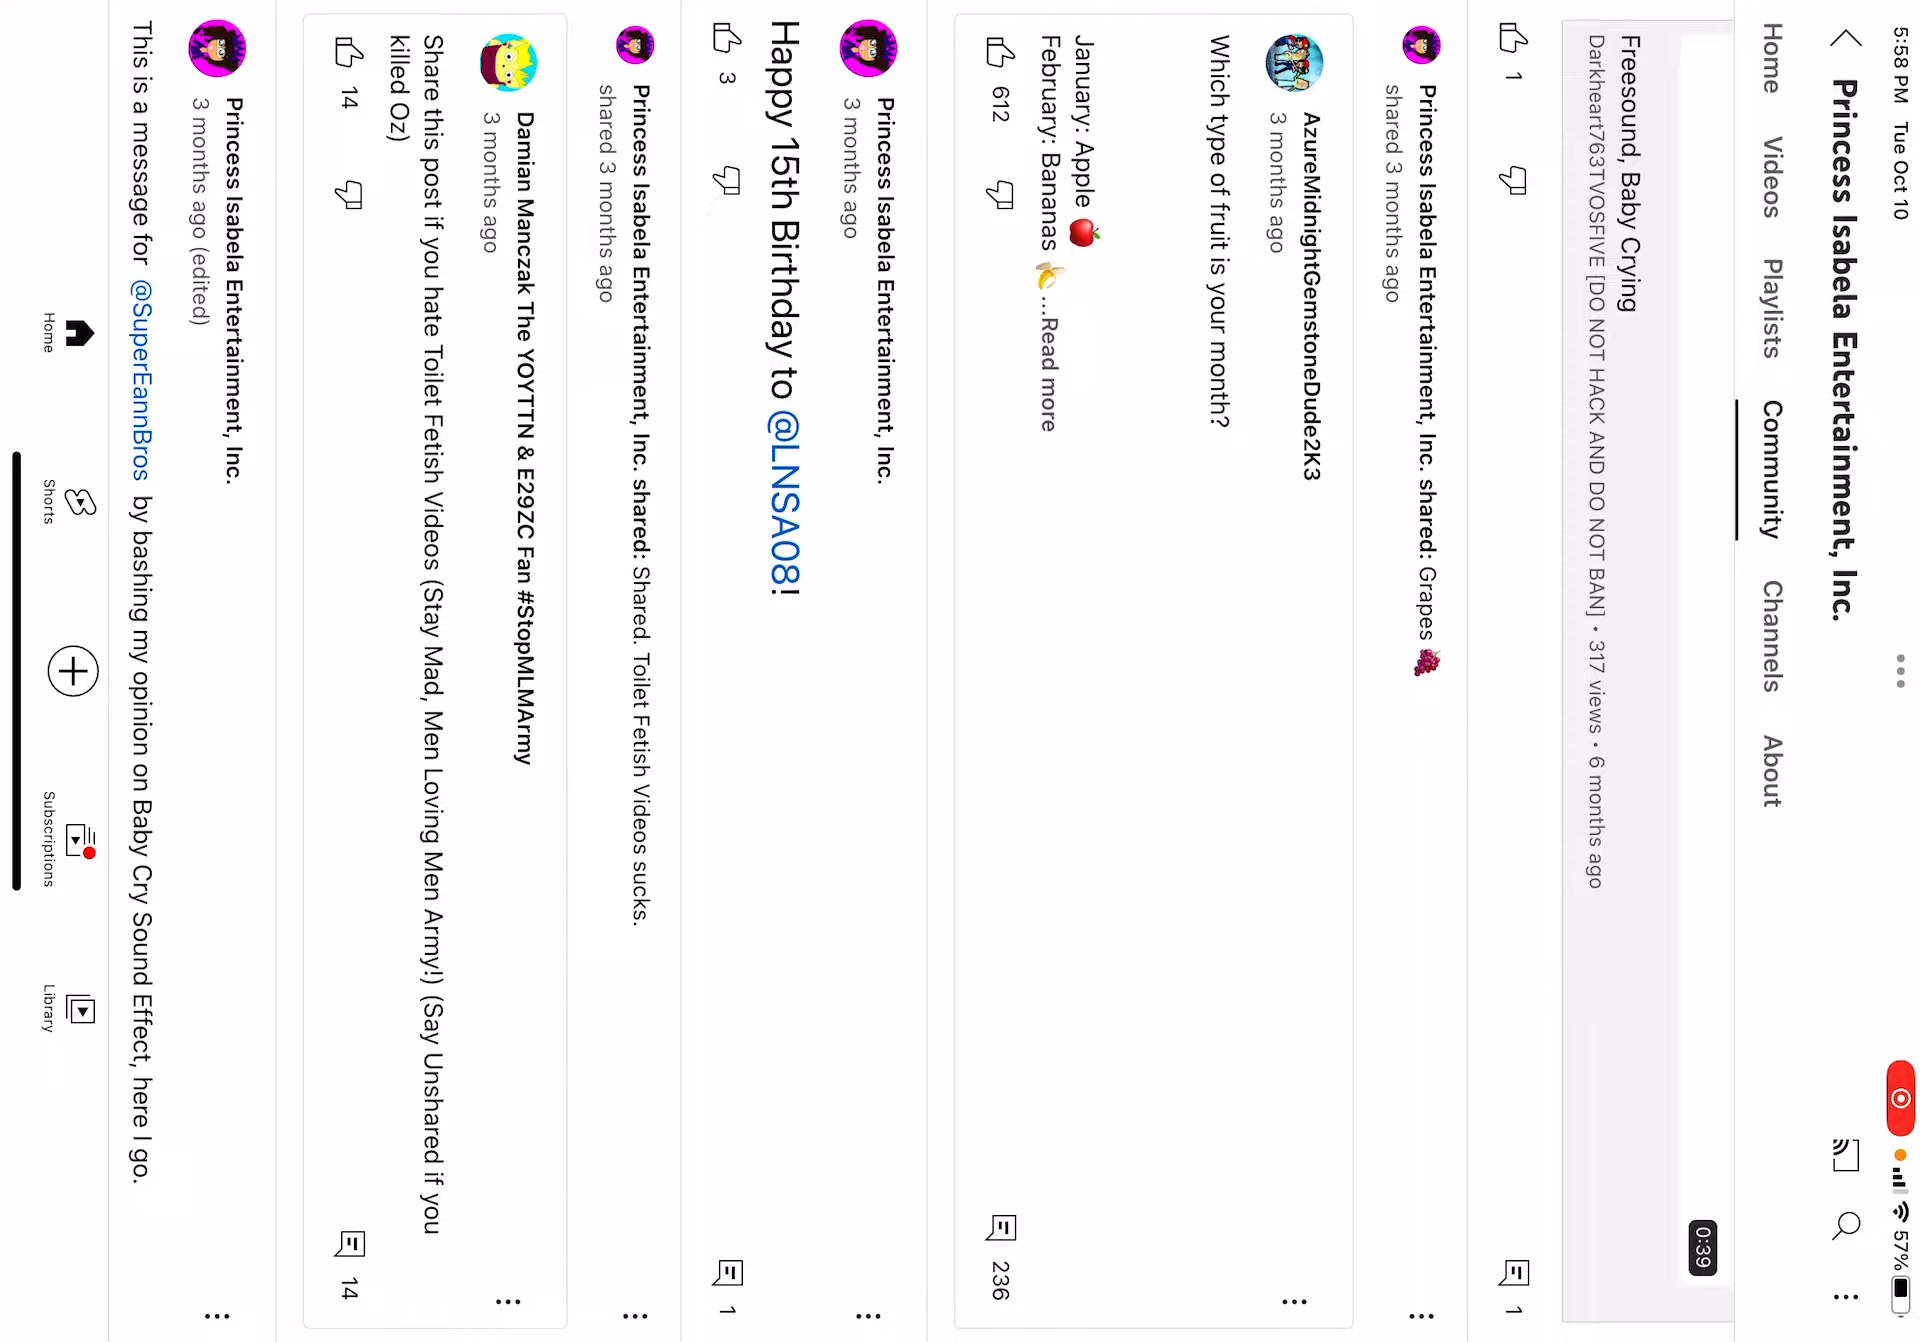 5:58 PM Tue Oct 10
57%
Princess Isabela Entertainment, Inc.
Home Videos Playlists Community Channels About
0:39
Freesound, Baby Crying
Darkheart763TVOSFIVE [DO NOT HACK AND DO NOT BAN] • 317 views • 6 months ago
1 1
Princess Isabela Entertainment, Inc. shared: Grapes 🍇
shared 3 months ago
AzureMidnightGemstoneDude2K3
3 months ago
Which type of fruit is your month?
January: Apple 🍎
February: Bananas 🍌 ...Read more
612 236
Princess Isabela Entertainment, Inc.
3 months ago
Happy 15th Birthday to @LNSA08!
3 1
Princess Isabela Entertainment, Inc. shared: Shared. Toilet Fetish Videos sucks.
shared 3 months ago
Damian Manczak The YOYTTN & E29ZC Fan #StopMLMArmy
3 months ago
Share this post if you hate Toilet Fetish Videos (Stay Mad, Men Loving Men Army!) (Say Unshared if you
killed Oz)
14 14
Princess Isabela Entertainment, Inc.
3 months ago (edited)
This is a message for @SuperEannBros by bashing my opinion on Baby Cry Sound Effect, here I go.
Home Shorts Subscriptions Library